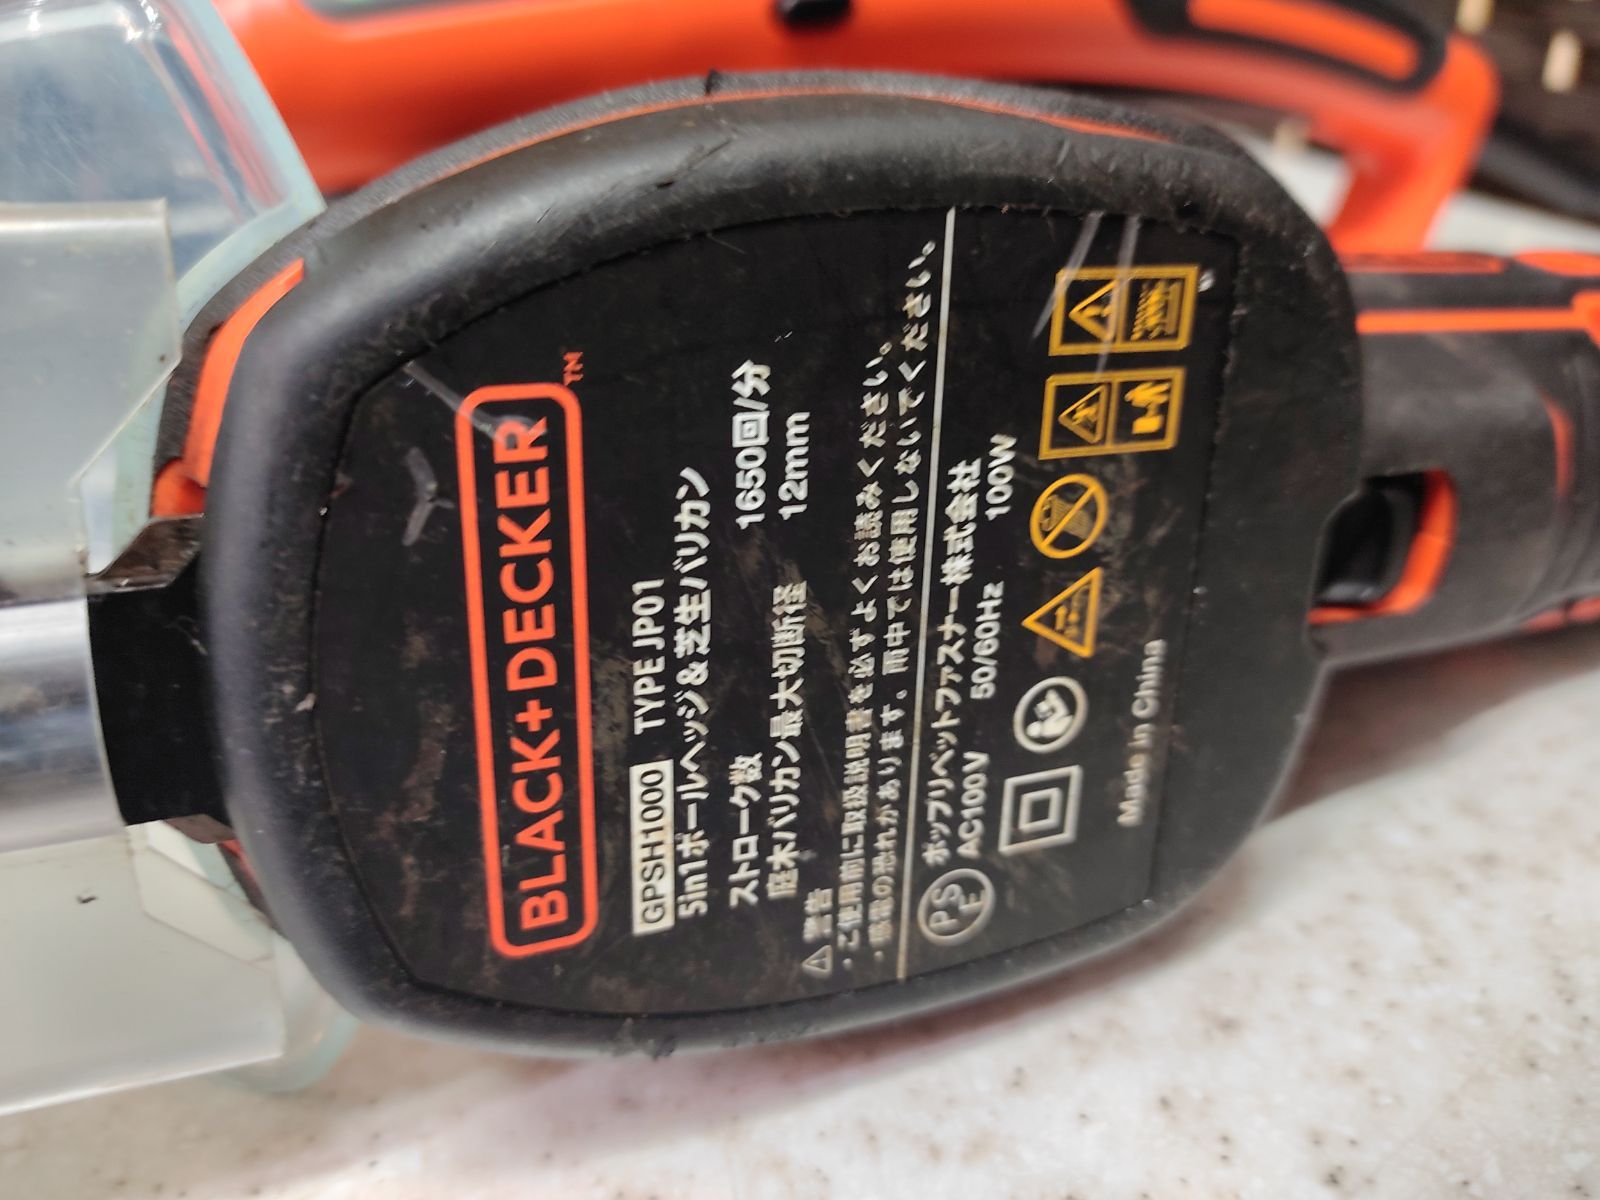 BLACK+DECKER™
GPSH1000 TYPE JP01
5in1ポールヘッジ&芝生バリカン
ストローク数 1650回/分
庭木バリカン最大切断径 12mm
警告
・ご使用前に取扱説明書を必ずよくお読みください。
・感電の恐れがあります。雨中では使用しないでください。
ポップリベットファスナー株式会社
PSE AC100V 50/60Hz 100W
Made in China